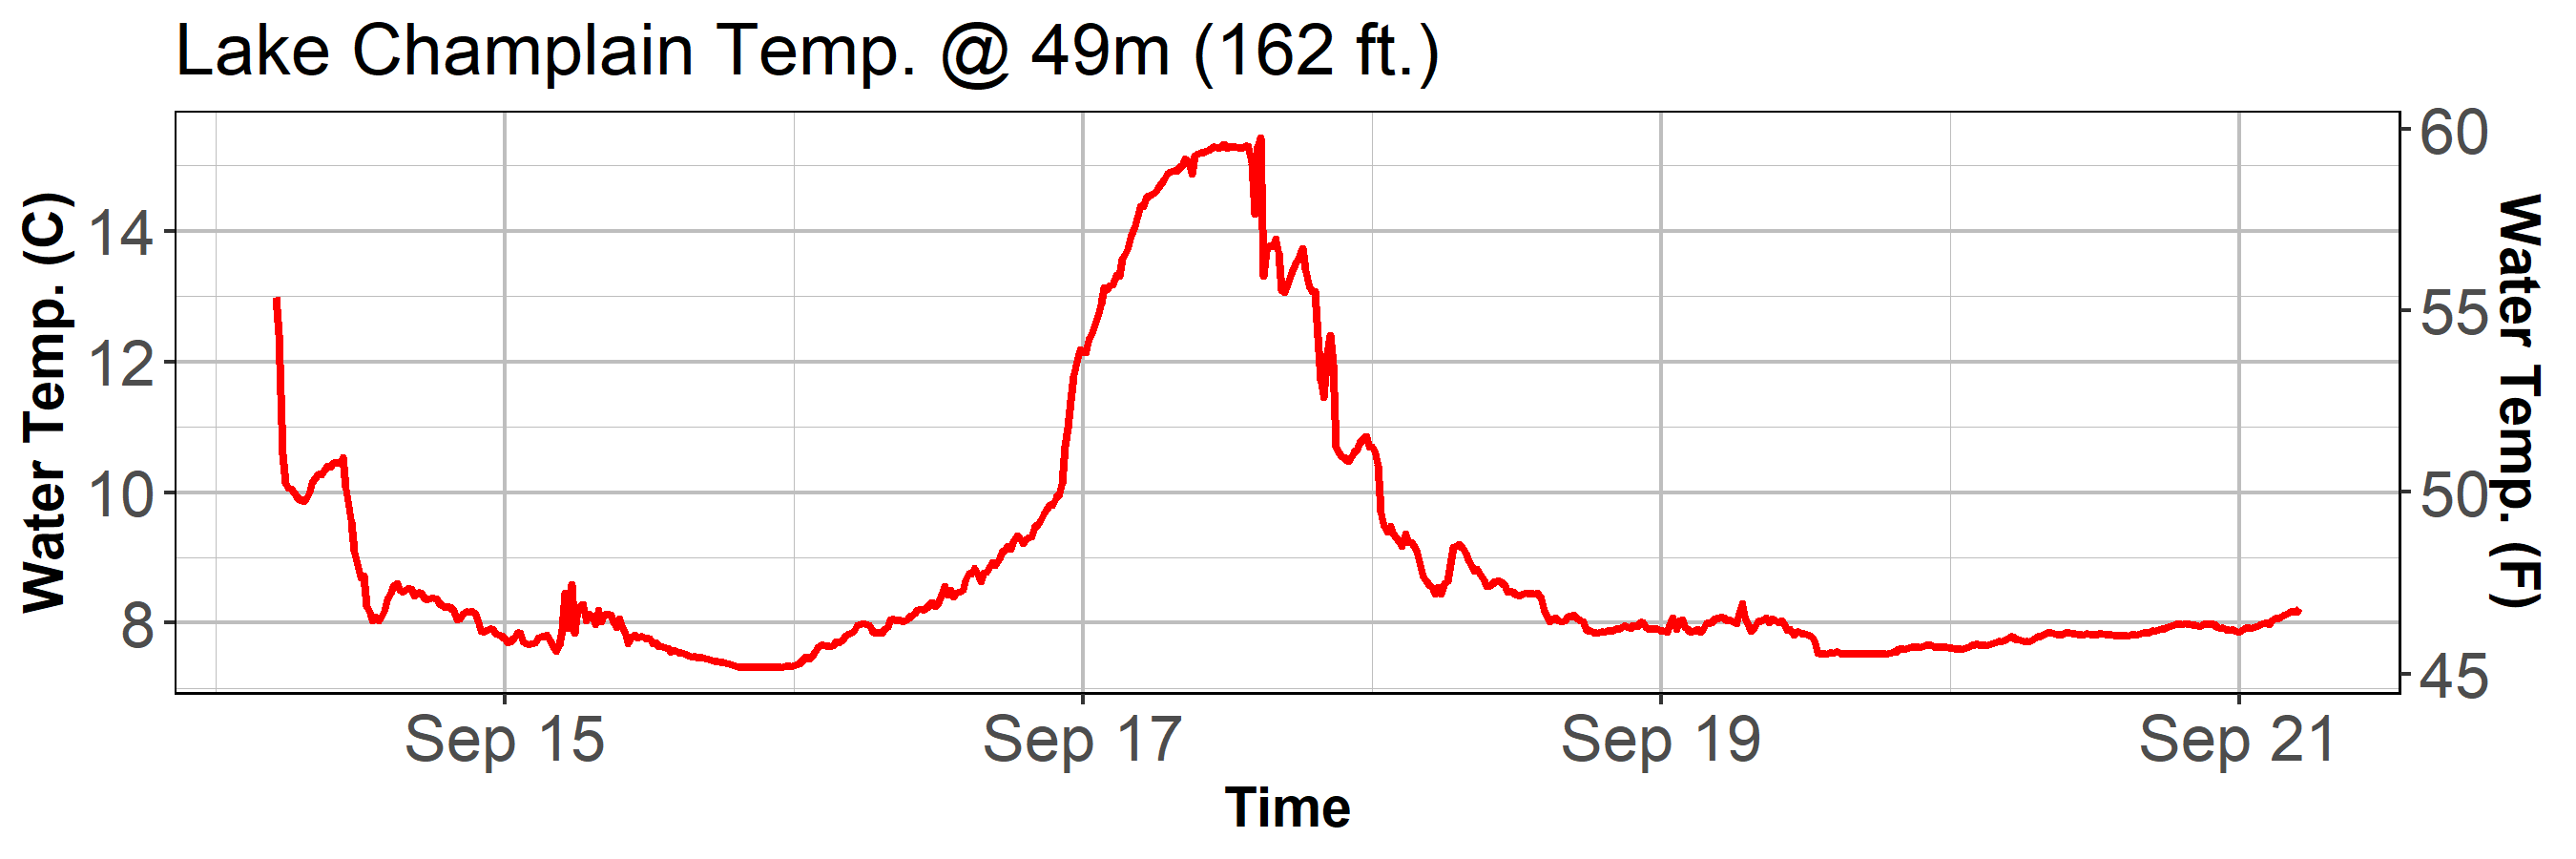 Lake Champlain Temp. @ 49m (162 ft.)
Water Temp. (C)
14
12
10
8
60
55
50
45
Water Temp. (F)
Sep 15
Sep 17
Sep 19
Sep 21
Time